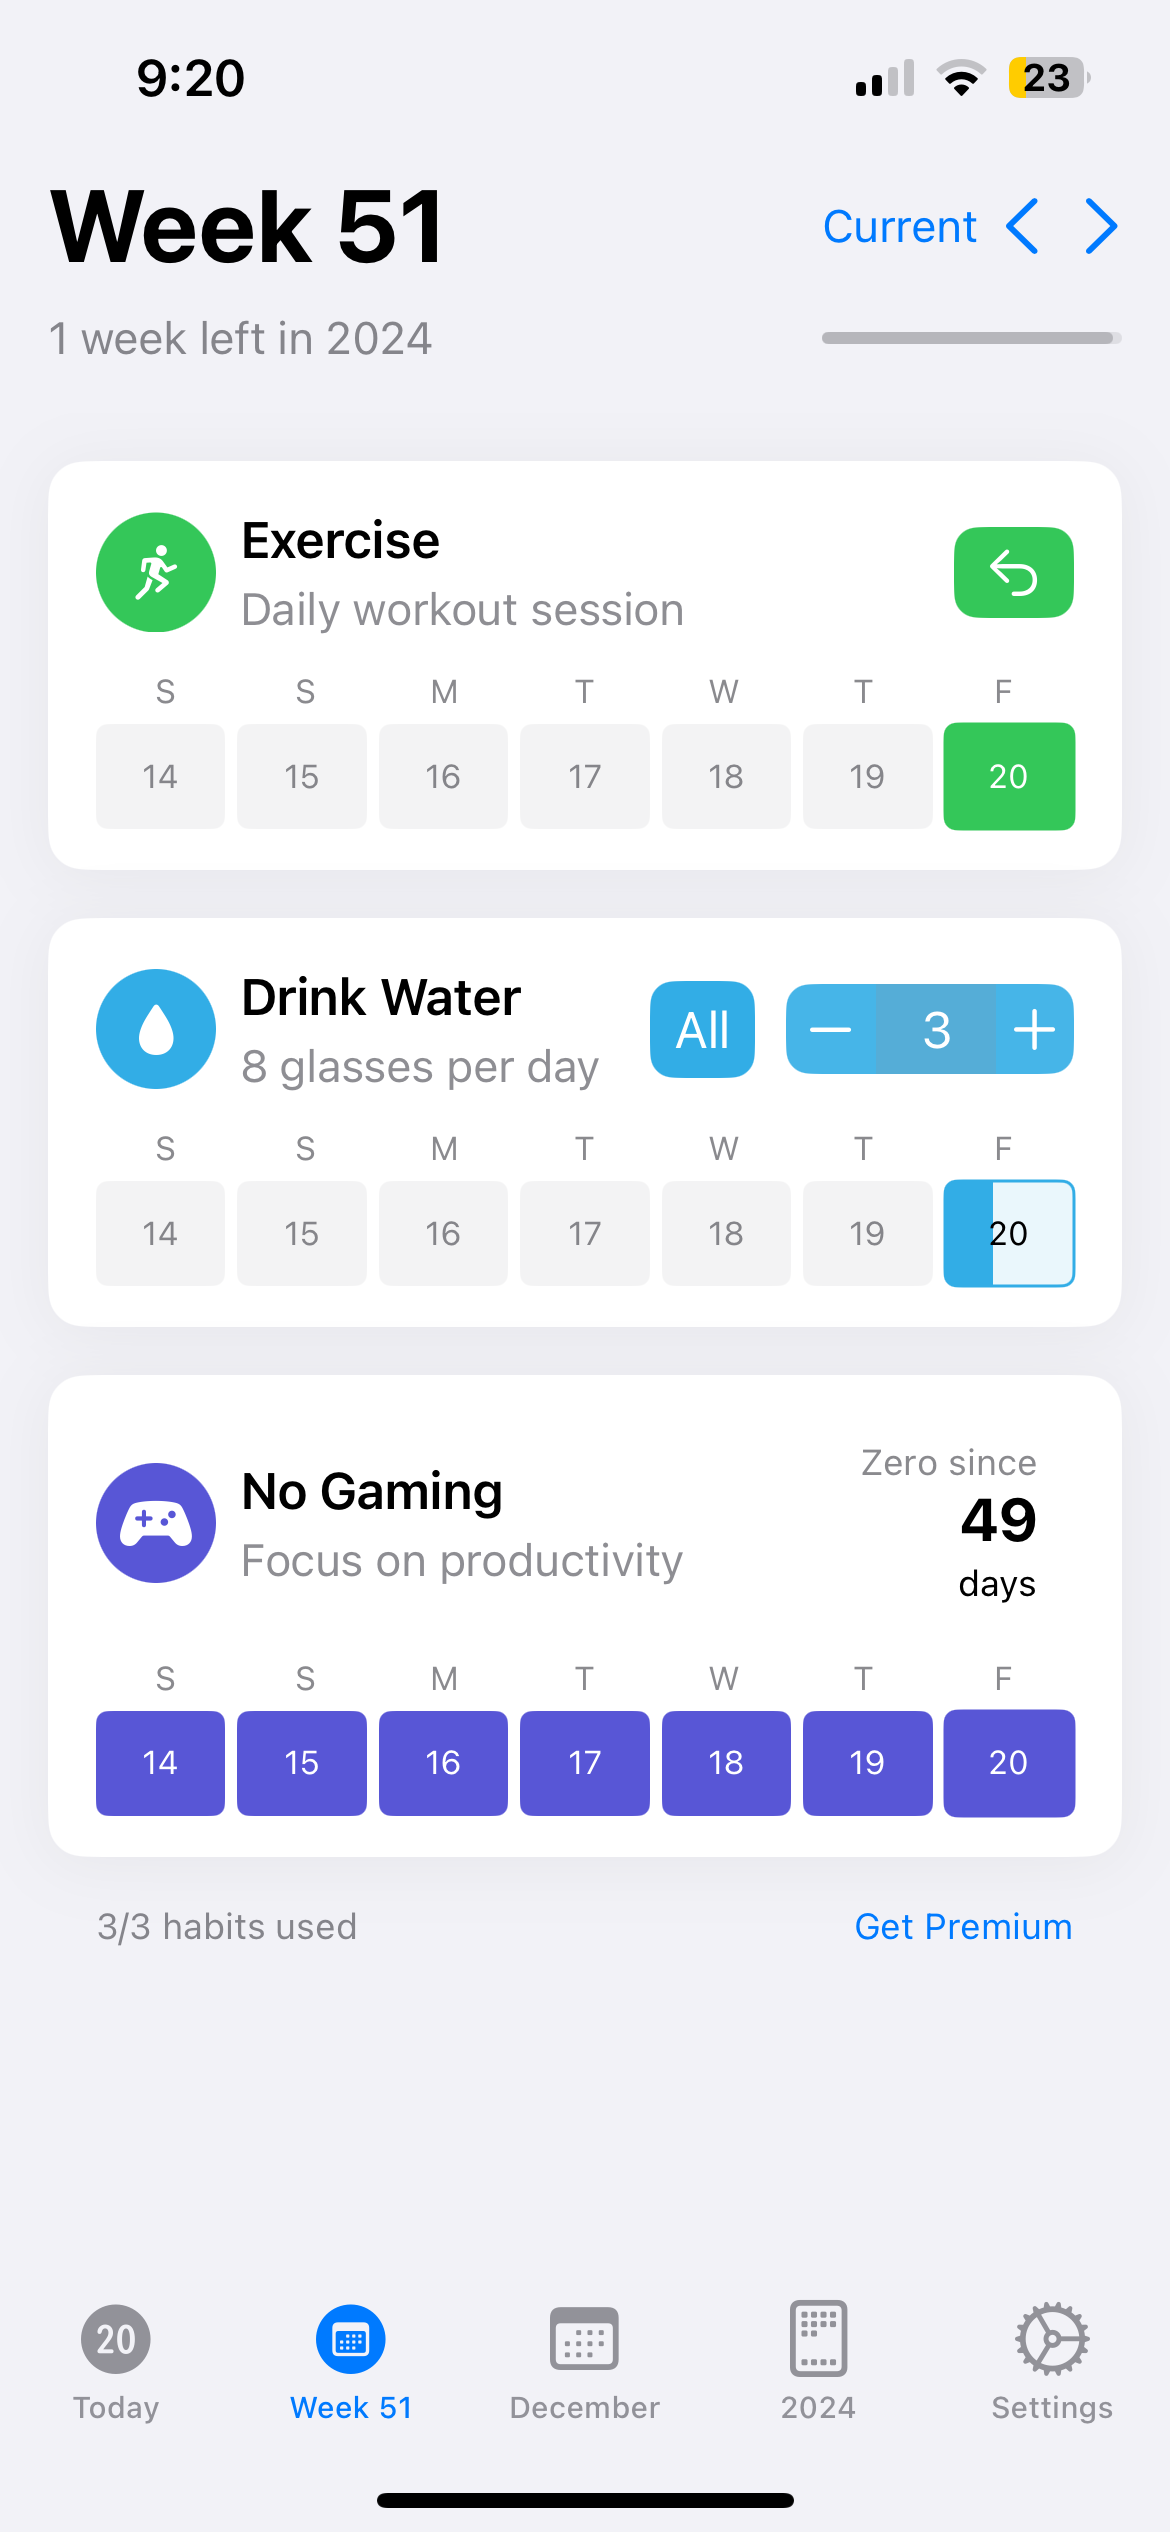 9:20
23
Week 51
Current
1 week left in 2024
Exercise
Daily workout session
S S M T W T F
14 15 16 17 18 19 20
Drink Water
8 glasses per day
All
3
S S M T W T F
14 15 16 17 18 19 20
No Gaming
Focus on productivity
Zero since
49
days
S S M T W T F
14 15 16 17 18 19 20
3/3 habits used
Get Premium
20
Today
Week 51
December
2024
Settings